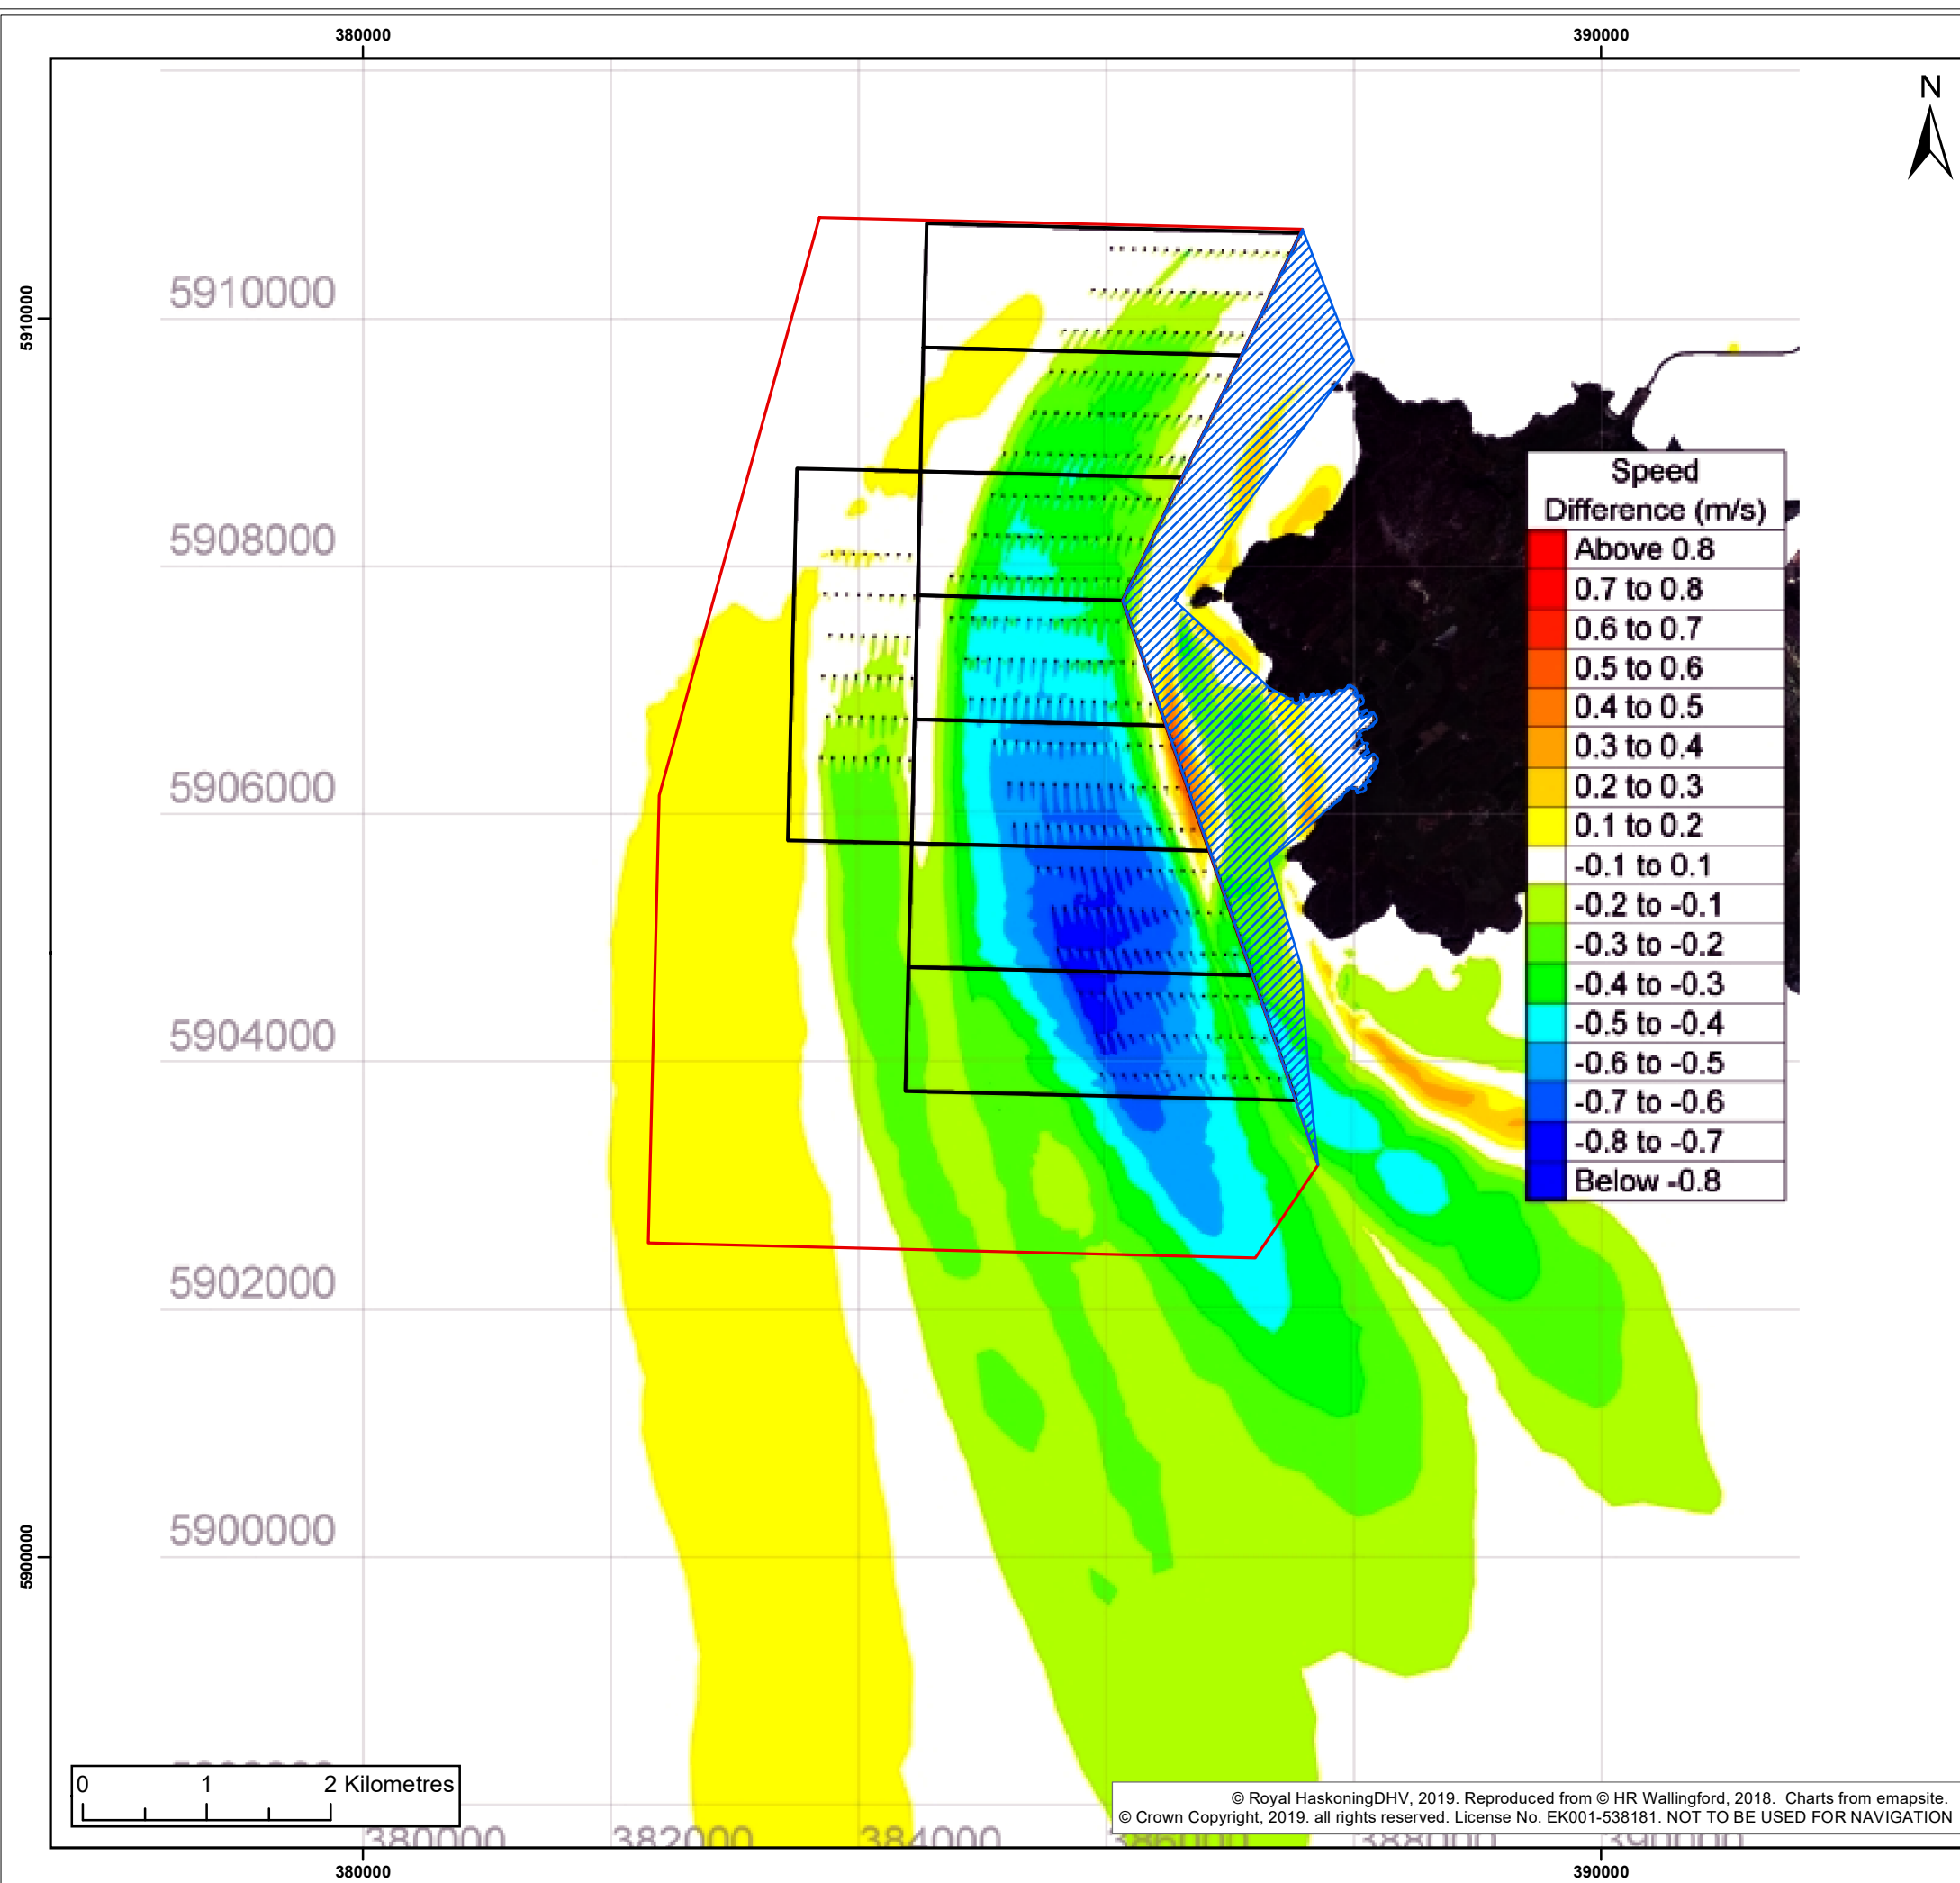 380000
390000
N
5910000
5910000
5908000
5906000
5904000
5902000
5900000
5900000
Speed
Difference (m/s)
Above 0.8
0.7 to 0.8
0.6 to 0.7
0.5 to 0.6
0.4 to 0.5
0.3 to 0.4
0.2 to 0.3
0.1 to 0.2
-0.1 to 0.1
-0.2 to -0.1
-0.3 to -0.2
-0.4 to -0.3
-0.5 to -0.4
-0.6 to -0.5
-0.7 to -0.6
-0.8 to -0.7
Below -0.8
0 1 2 Kilometres
© Royal HaskoningDHV, 2019. Reproduced from © HR Wallingford, 2018. Charts from emapsite.
© Crown Copyright, 2019. all rights reserved. License No. EK001-538181. NOT TO BE USED FOR NAVIGATION
380000 382000 384000 386000 388000 390000
380000
390000